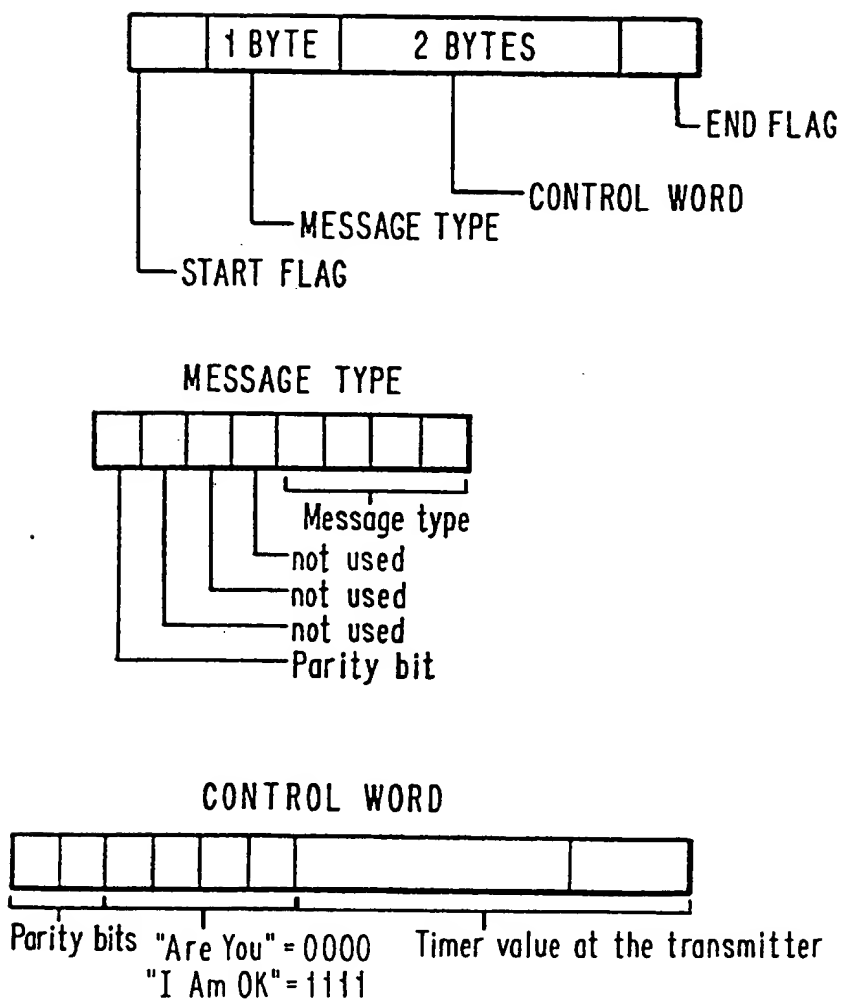 1 BYTE 2 BYTES
END FLAG
CONTROL WORD
MESSAGE TYPE
START FLAG
MESSAGE TYPE
Message type
not used
not used
not used
Parity bit
CONTROL WORD
Parity bits "Are You" = 0000 Timer value at the transmitter
"I Am OK" = 1111